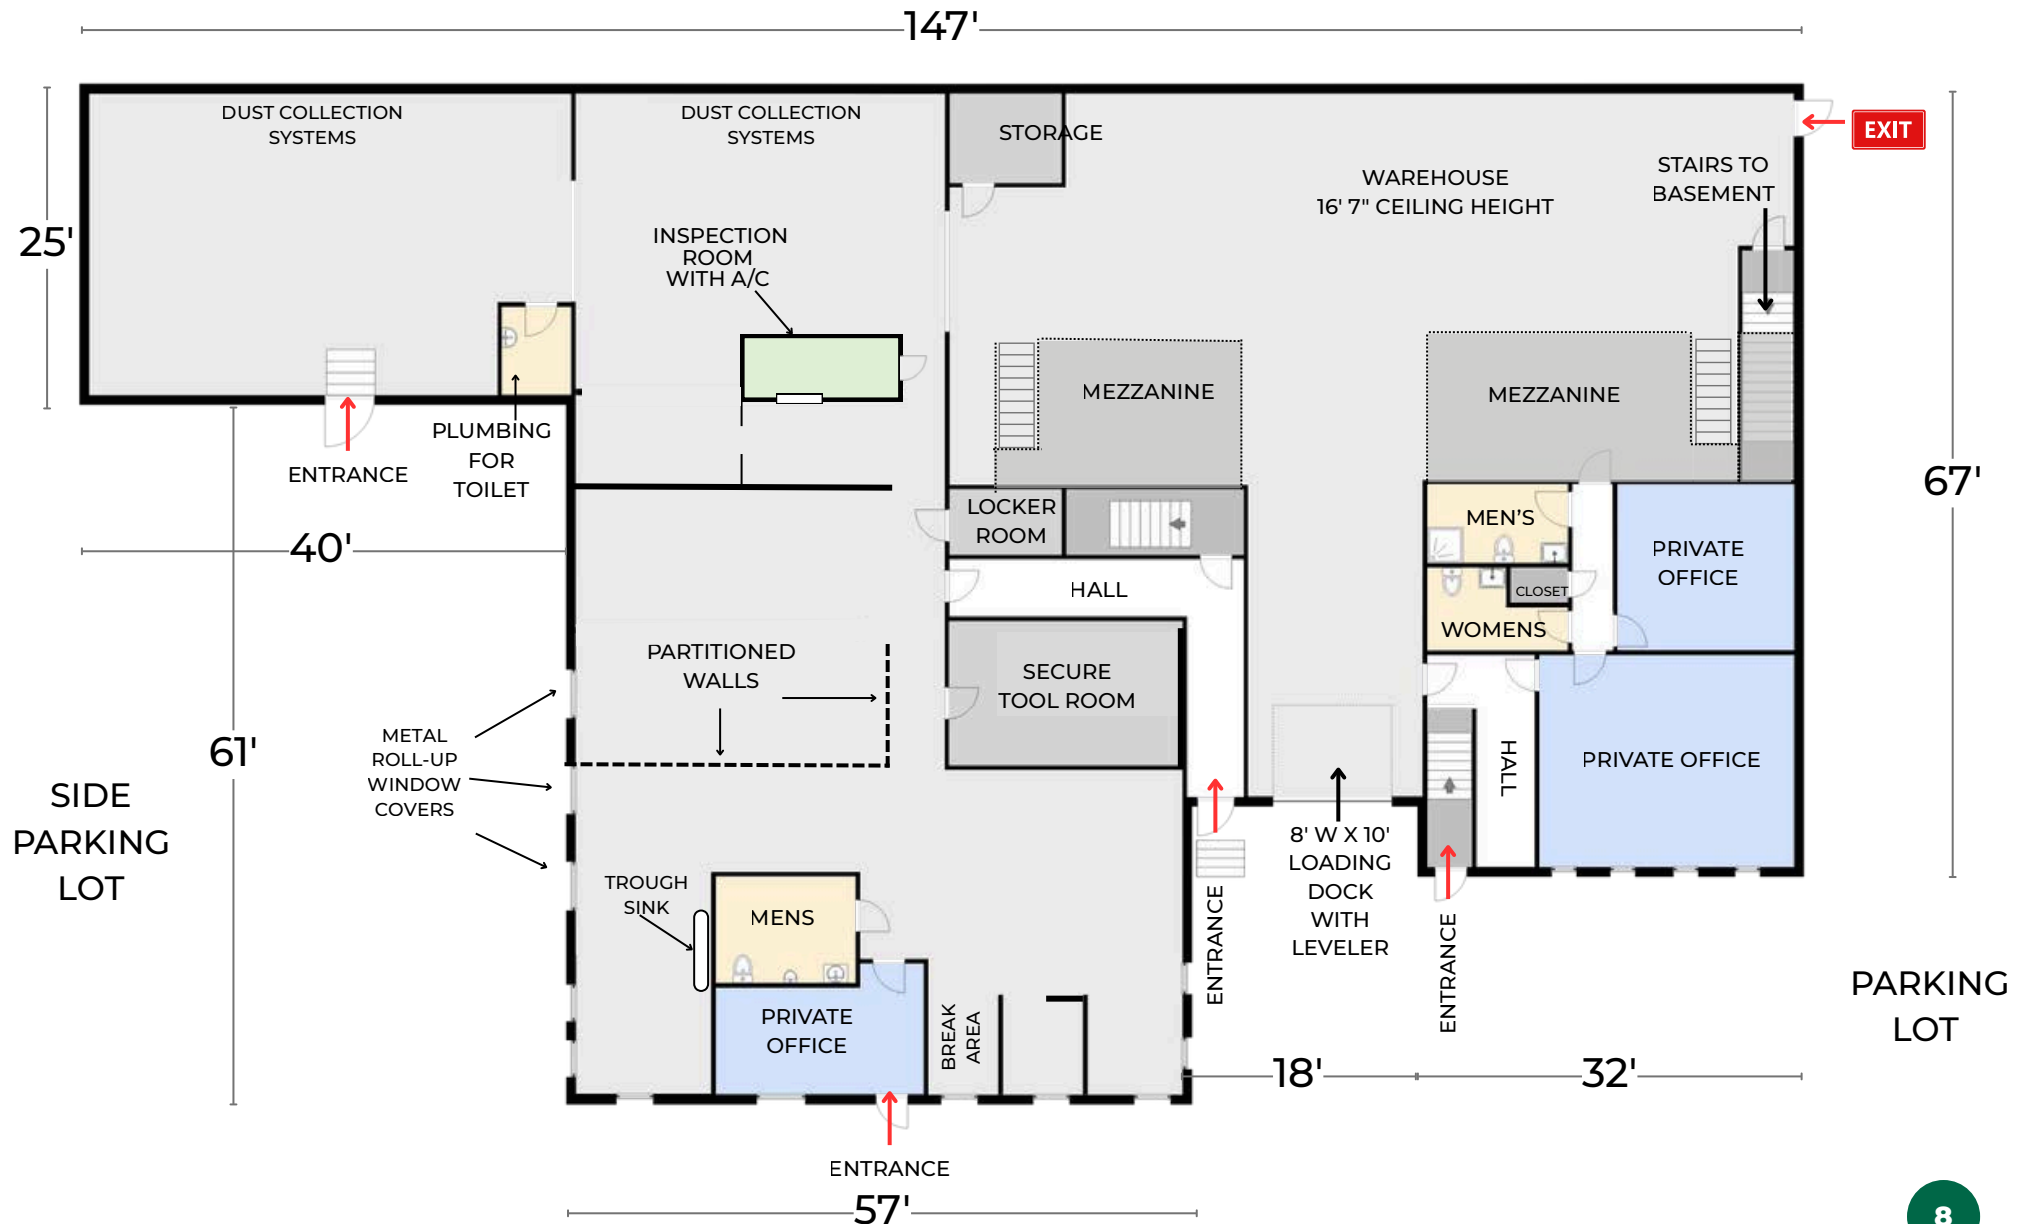 147'
DUST COLLECTION
SYSTEMS
DUST COLLECTION
SYSTEMS
STORAGE
EXIT
WAREHOUSE
16' 7" CEILING HEIGHT
STAIRS TO
BASEMENT
25'
INSPECTION
ROOM
WITH A/C
MEZZANINE
MEZZANINE
PLUMBING
FOR
TOILET
ENTRANCE
67'
LOCKER
ROOM
MEN'S
40'
PRIVATE
OFFICE
HALL
CLOSET
WOMENS
PARTITIONED
WALLS
SECURE
TOOL ROOM
METAL
ROLL-UP
WINDOW
COVERS
61'
HALL
PRIVATE OFFICE
SIDE
PARKING
LOT
8' W X 10'
LOADING
DOCK
WITH
LEVELER
TROUGH
SINK
MENS
ENTRANCE
ENTRANCE
PARKING
LOT
PRIVATE
OFFICE
BREAK
AREA
18'
32'
ENTRANCE
57'
8